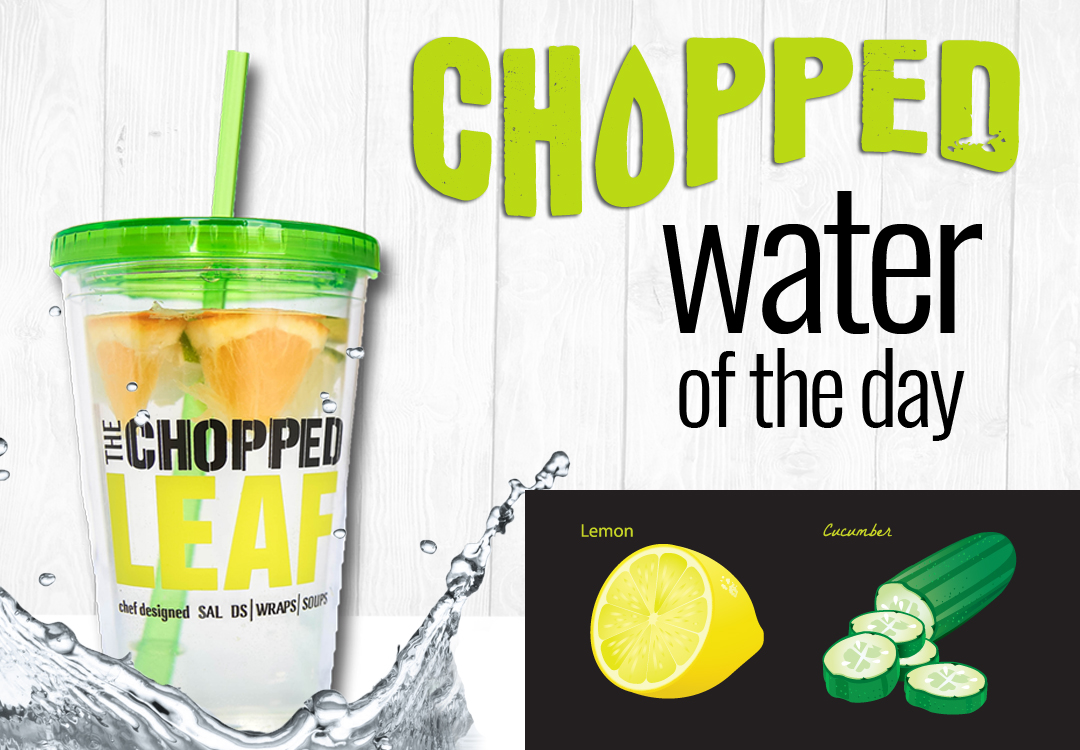 CHOPPED
water
of the day
THE CHOPPED
LEAF
chef designed SAL DS|WRAPS|SOUPS
Lemon
Cucumber